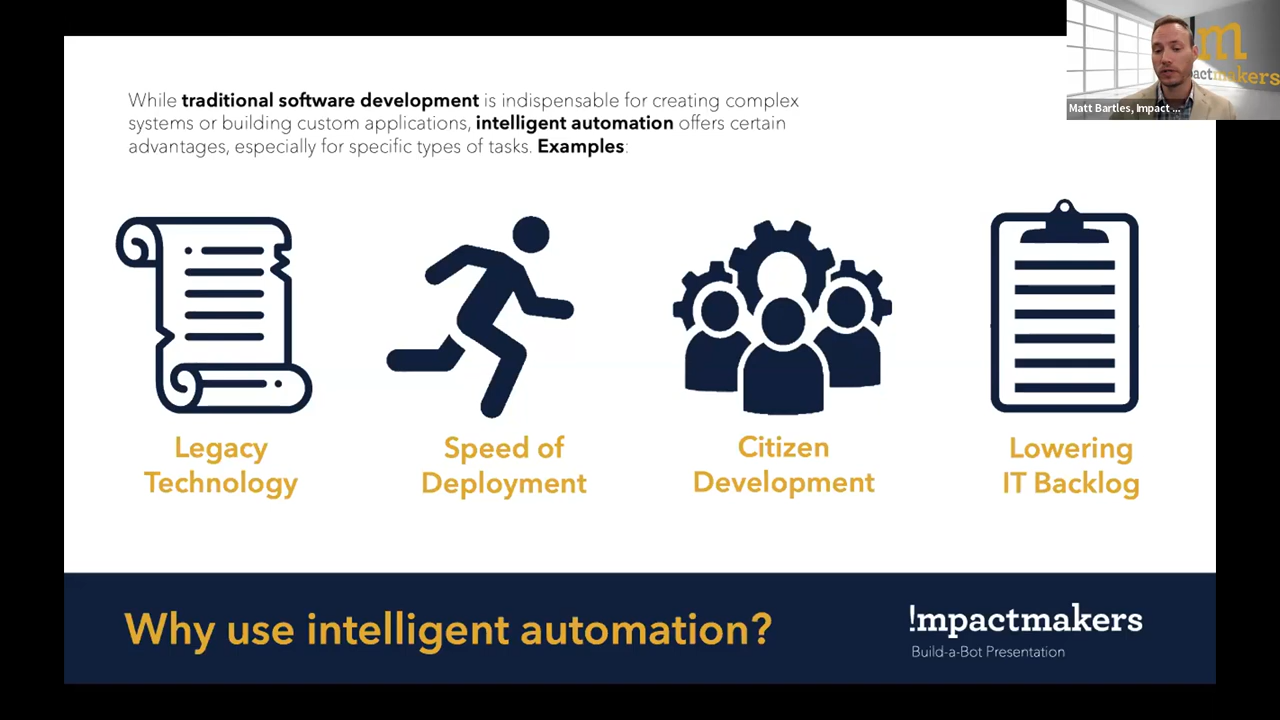 While traditional software development is indispensable for creating complex
systems or building custom applications, intelligent automation offers certain
advantages, especially for specific types of tasks. Examples:
m
actmakers
Matt Bartles, Impact ...
Legacy
Technology
Speed of
Deployment
Citizen
Development
Lowering
IT Backlog
Why use intelligent automation?
!mpactmakers
Build-a-Bot Presentation